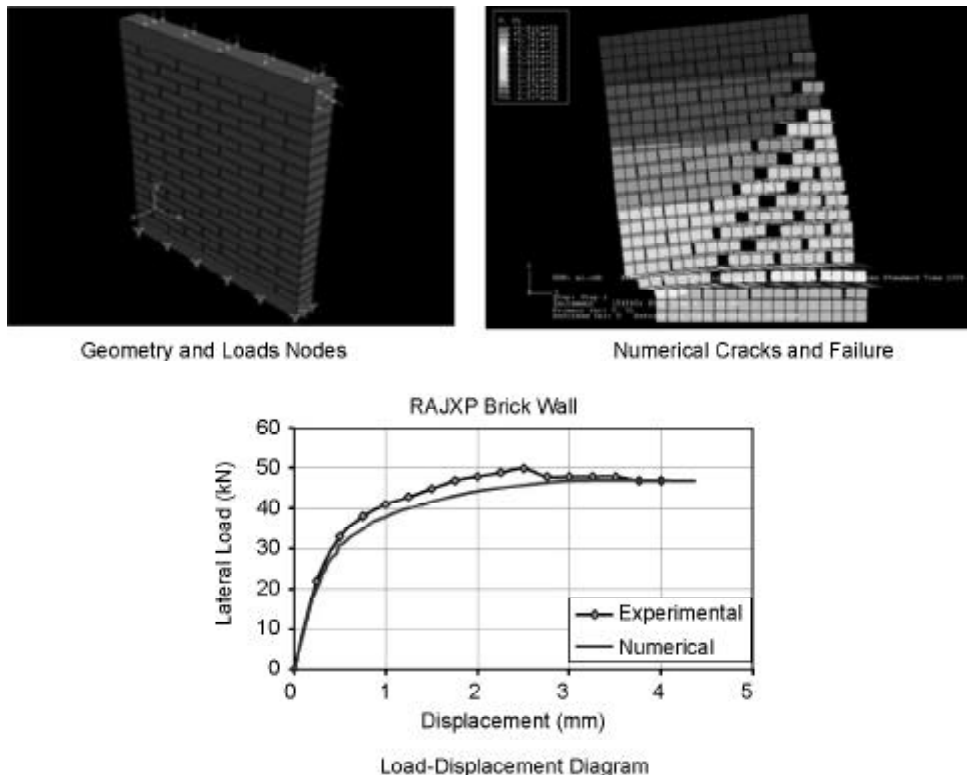 Geometry and Loads Nodes
Numerical Cracks and Failure
RAJXP Brick Wall
Lateral Load (kN)
60
50
40
30
20
10
0
0 1 2 3 4 5
Experimental
Numerical
Displacement (mm)
Load-Displacement Diagram